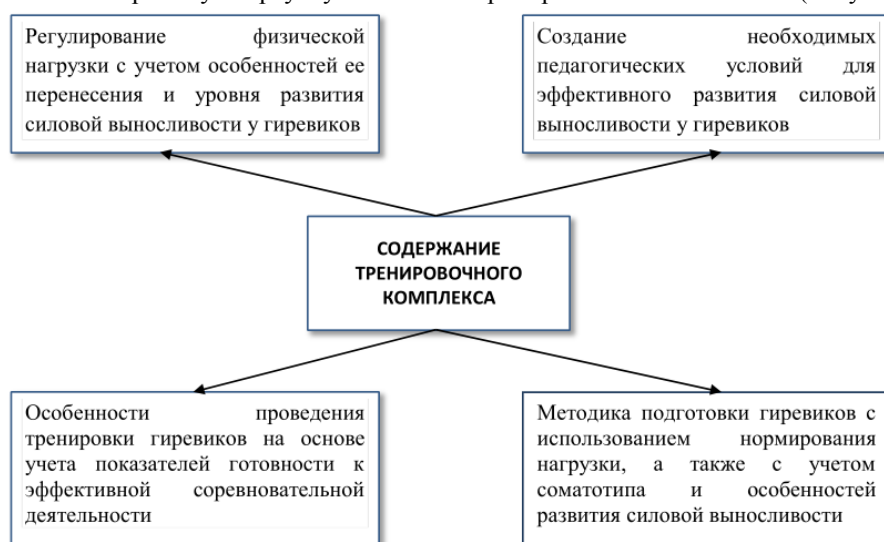 Регулирование физической
нагрузки с учетом особенностей ее
перенесения и уровня развития
силовой выносливости у гиревиков
Создание необходимых
педагогических условий для
эффективного развития силовой
выносливости у гиревиков
СОДЕРЖАНИЕ
ТРЕНИРОВОЧНОГО
КОМПЛЕКСА
Особенности проведения
тренировки гиревиков на основе
учета показателей готовности к
эффективной соревновательной
деятельности
Методика подготовки гиревиков с
использованием нормирования
нагрузки, а также с учетом
соматотипа и особенностей
развития силовой выносливости